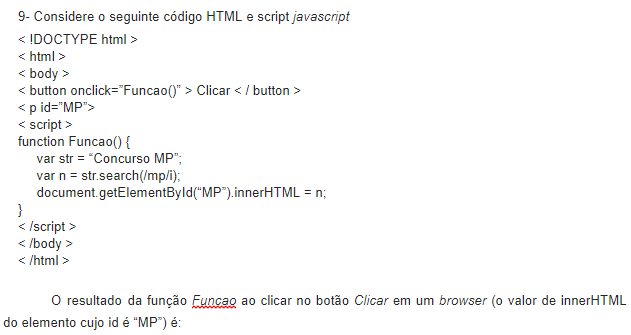 9- Considere o seguinte código HTML e script javascript
< !DOCTYPE html >
< html >
< body >
< button onclick=”Funcao()” > Clicar < / button >
< p id=”MP”>
< script >
function Funcao() {
var str = “Concurso MP”;
var n = str.search(/mp/i);
document.getElementById(“MP”).innerHTML = n;
}
< /script >
< /body >
< /html >
O resultado da função Funcao ao clicar no botão Clicar em um browser (o valor de innerHTML
do elemento cujo id é “MP”) é: